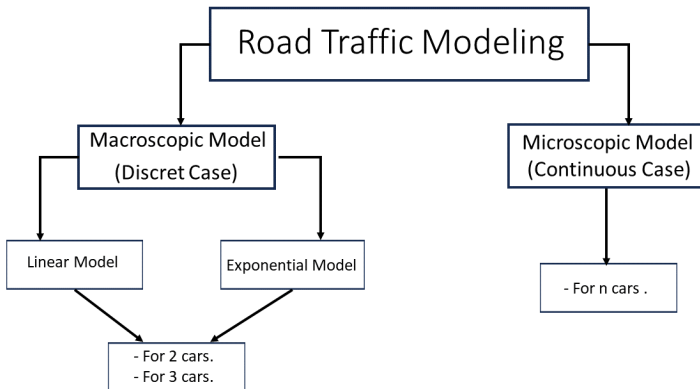 Road Traffic Modeling
Macroscopic Model
(Discret Case)
Microscopic Model
(Continuous Case)
Linear Model
Exponential Model
- For n cars .
- For 2 cars.
- For 3 cars.